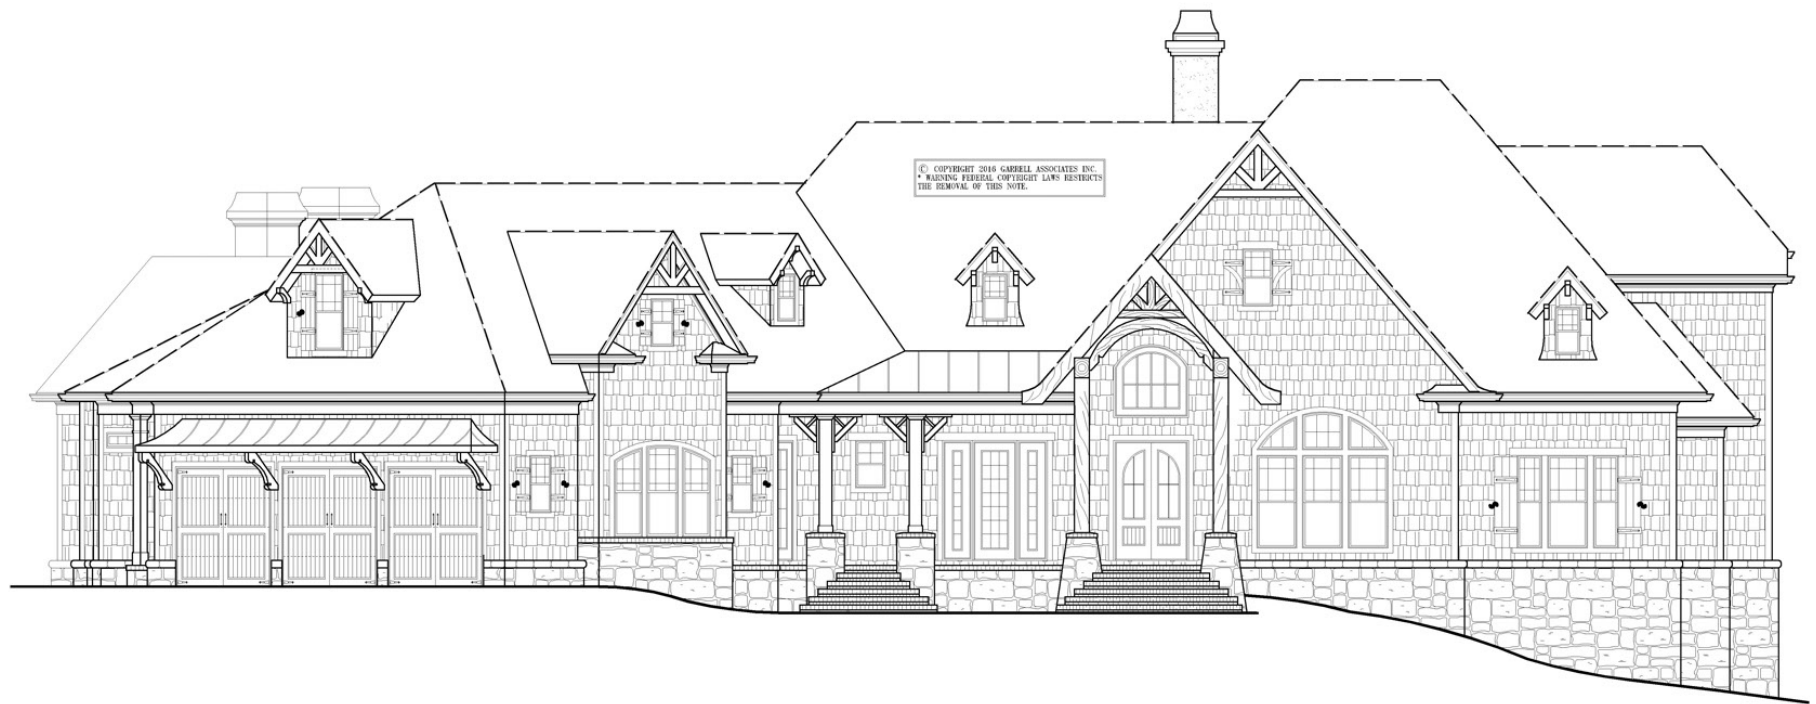 © COPYRIGHT 2016 GARRELL ASSOCIATES INC.
* WARNING FEDERAL COPYRIGHT LAWS RESTRICTS
THE REMOVAL OF THIS NOTE.